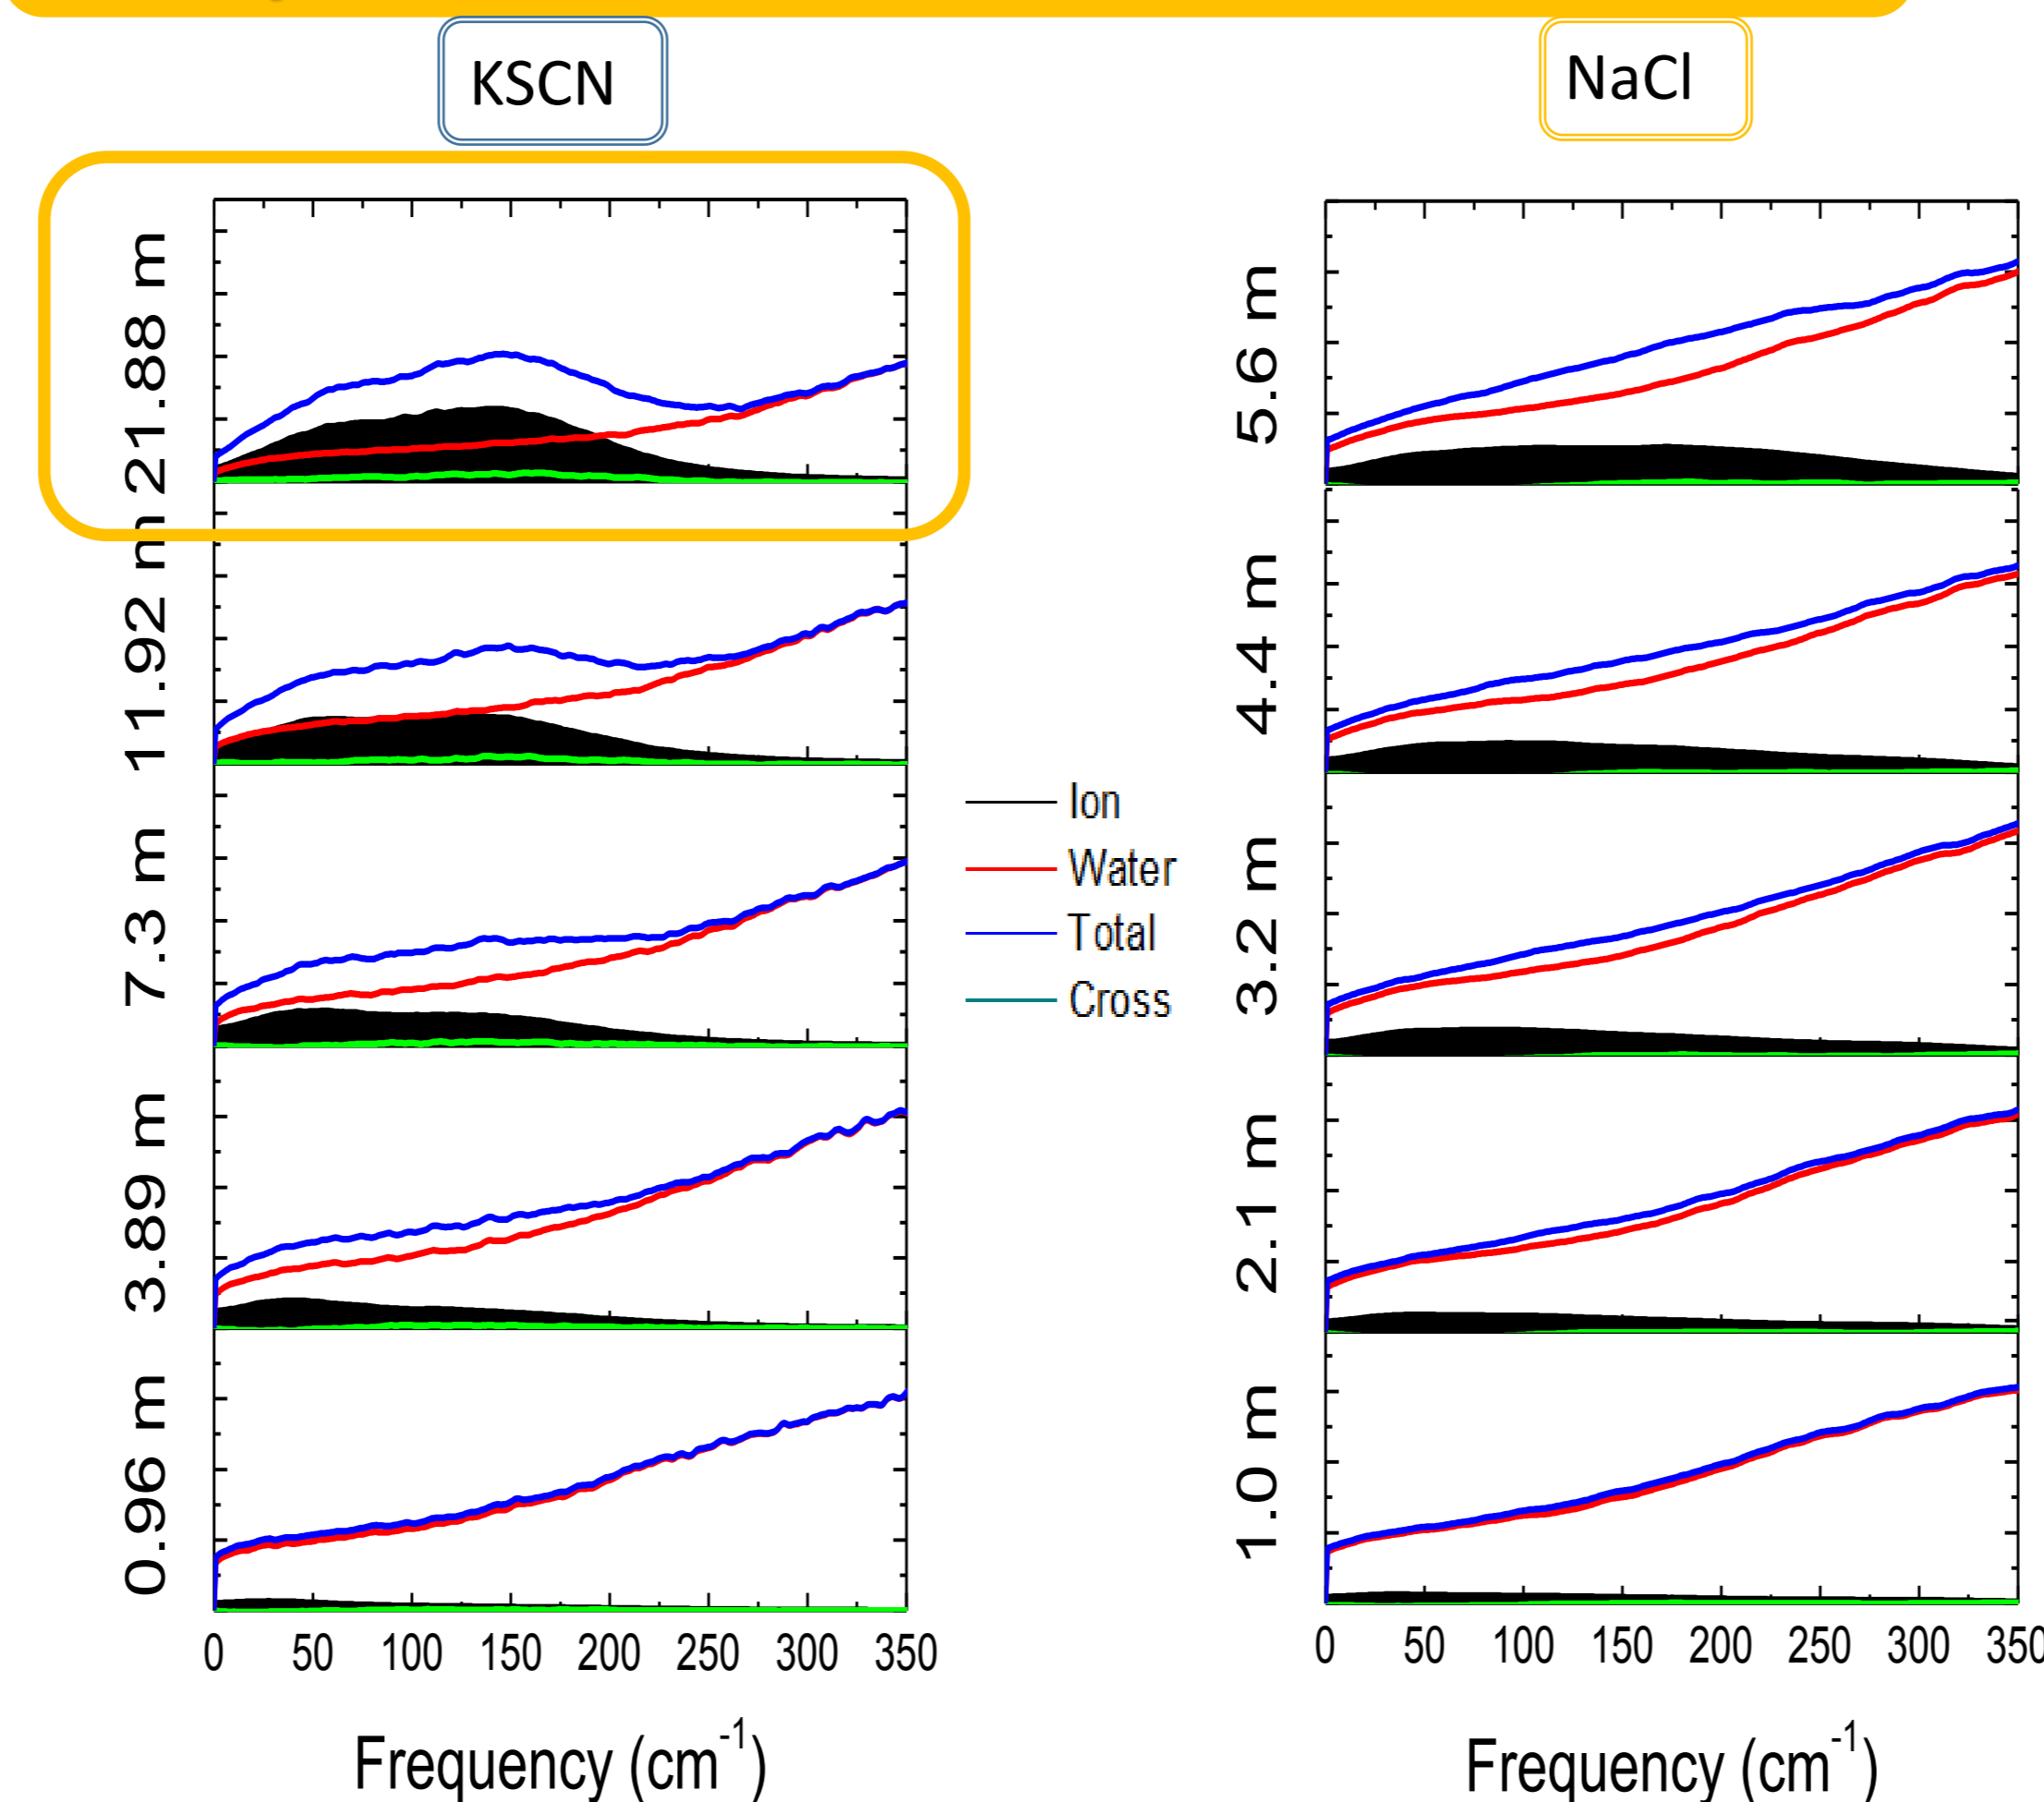 KSCN
NaCl
21.88 m
11.92 m
7.3 m
3.89 m
0.96 m
0 50 100 150 200 250 300 350
Frequency (cm-1)
Ion
Water
Total
Cross
5.6 m
4.4 m
3.2 m
2.1 m
1.0 m
0 50 100 150 200 250 300 350
Frequency (cm-1)